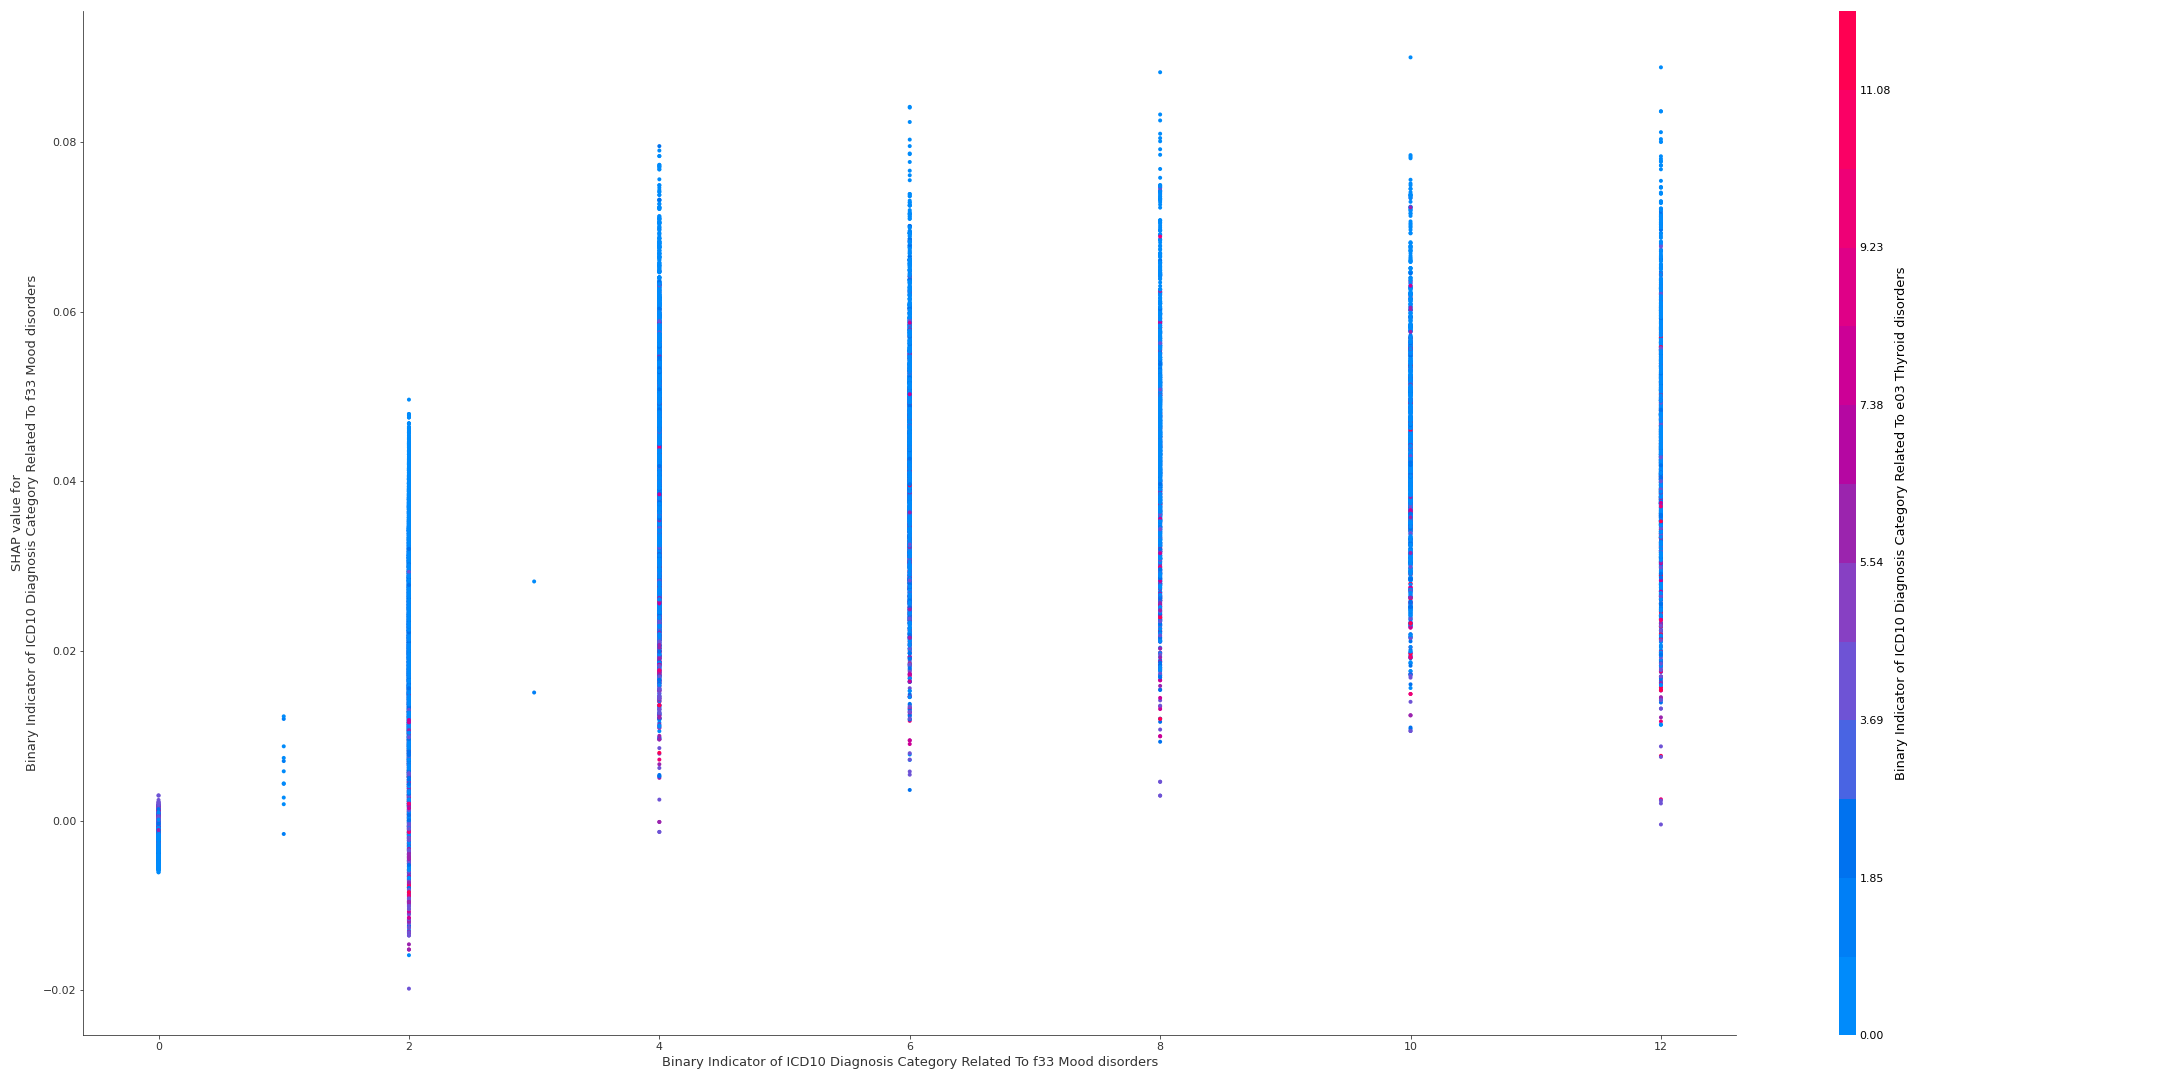 SHAP value for
Binary Indicator of ICD10 Diagnosis Category Related To f33 Mood disorders
0.08
0.06
0.04
0.02
0.00
−0.02
0 2 4 6 8 10 12
Binary Indicator of ICD10 Diagnosis Category Related To f33 Mood disorders
11.08
9.23
7.38
5.54
3.69
1.85
0.00
Binary Indicator of ICD10 Diagnosis Category Related To e03 Thyroid disorders